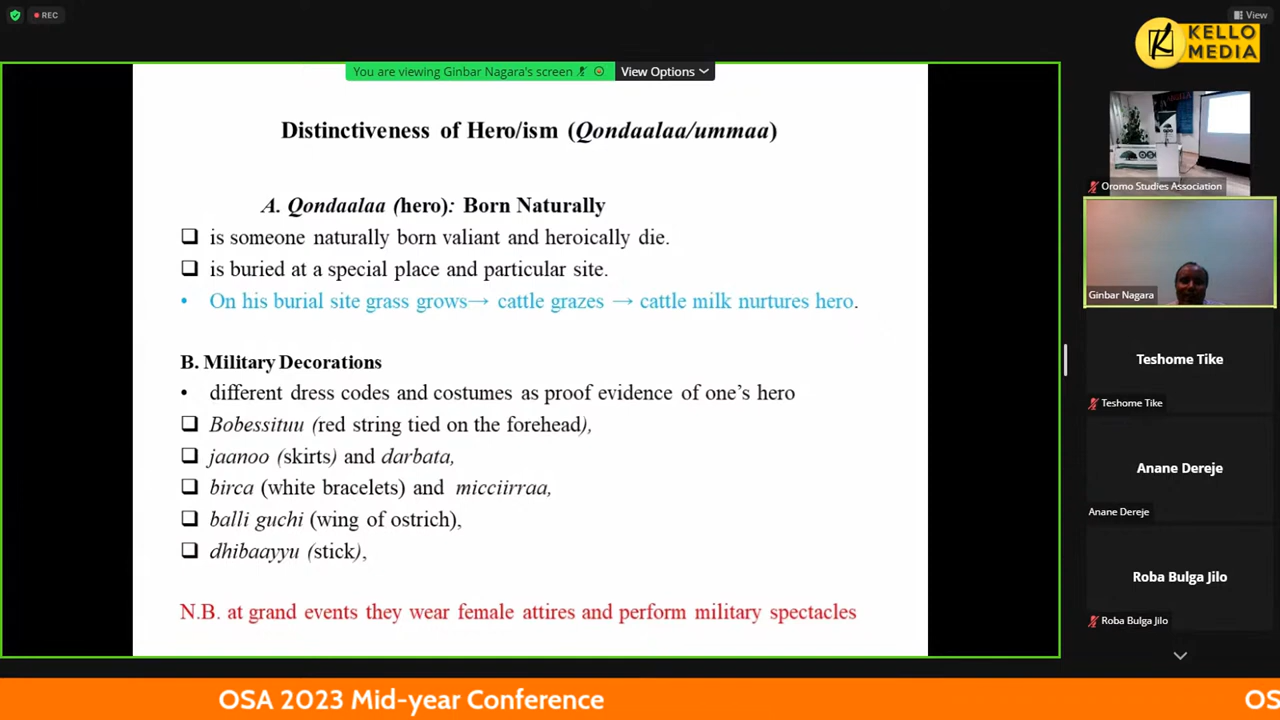 REC
View
KELLO
MEDIA
You are viewing Ginbar Nagara's screen
View Options
Distinctiveness of Hero/ism (Qondaalaa/ummaa)
A. Qondaalaa (hero): Born Naturally
❑ is someone naturally born valiant and heroically die.
❑ is buried at a special place and particular site.
• On his burial site grass grows→ cattle grazes → cattle milk nurtures hero.
B. Military Decorations
• different dress codes and costumes as proof evidence of one's hero
❑ Bobessituu (red string tied on the forehead),
❑ jaanoo (skirts) and darbata,
❑ birca (white bracelets) and micciirraa,
❑ balli guchi (wing of ostrich),
❑ dhibaayyu (stick),
N.B. at grand events they wear female attires and perform military spectacles
Oromo Studies Association
Ginbar Nagara
Teshome Tike
Teshome Tike
Anane Dereje
Anane Dereje
Roba Bulga Jilo
Roba Bulga Jilo
OSA 2023 Mid-year Conference
OS